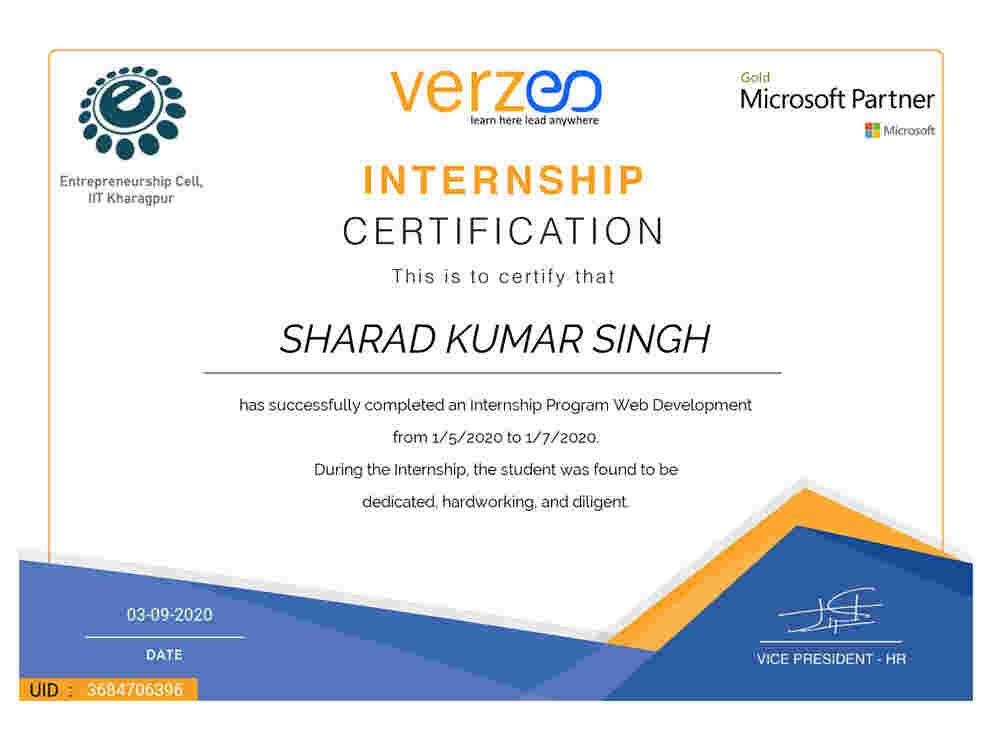 verzeo
learn here lead anywhere
Gold
Microsoft Partner
Microsoft
Entrepreneurship Cell,
IIT Kharagpur
INTERNSHIP
CERTIFICATION
This is to certify that
SHARAD KUMAR SINGH
has successfully completed an Internship Program Web Development
from 1/5/2020 to 1/7/2020.
During the Internship, the student was found to be
dedicated, hardworking, and diligent.
03-09-2020
DATE
VICE PRESIDENT - HR
UID : 3684706396